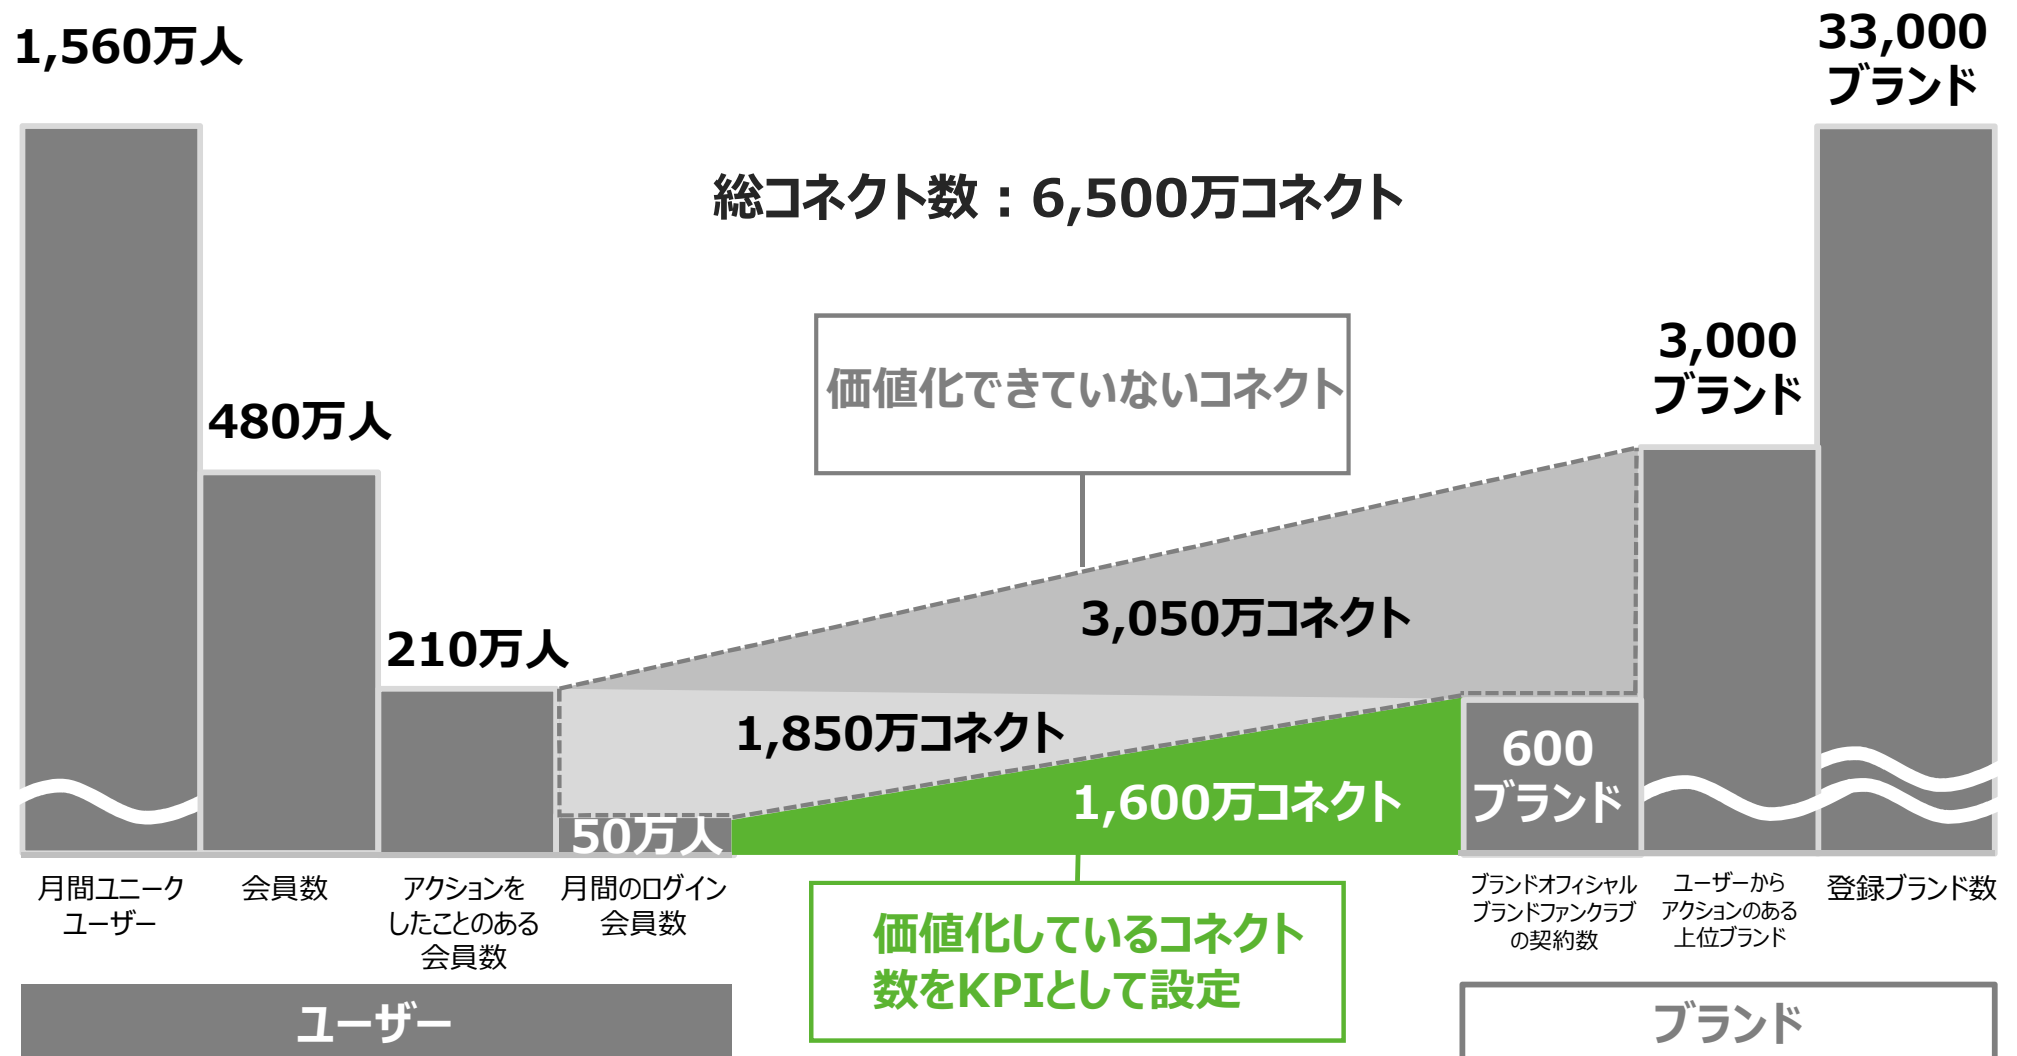 1,560万人
33,000
ブランド
総コネクト数：6,500万コネクト
価値化できていないコネクト
3,000
ブランド
480万人
210万人
3,050万コネクト
1,850万コネクト
1,600万コネクト
600
ブランド
50万人
月間ユニーク
ユーザー
会員数
アクションを
したことのある
会員数
月間のログイン
会員数
価値化しているコネクト
数をKPIとして設定
ブランドオフィシャル
ブランドファンクラブ
の契約数
ユーザーから
アクションのある
上位ブランド
登録ブランド数
ユーザー
ブランド